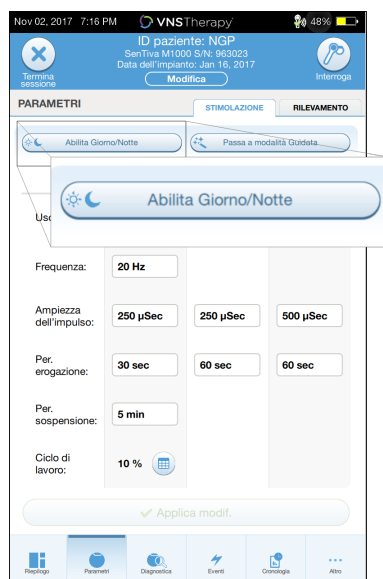 Nov 02, 2017 7:16 PM VNSTherapy 48%
ID paziente: NGP
SenTiva M1000 S/N: 963023
Data dell'impianto: Jan 16, 2017
Termina sessione
Modifica
Interroga
PARAMETRI
STIMOLAZIONE
RILEVAMENTO
Abilita Giorno/Notte
Passa a modalità Guidata
Abilita Giorno/Notte
Frequenza: 20 Hz
Ampiezza
dell'impulso: 250 µSec 250 µSec 500 µSec
Per.
erogazione: 30 sec 60 sec 60 sec
Per.
sospensione: 5 min
Ciclo di
lavoro: 10 %
Applica modif.
Riepilogo Parametri Diagnostica Eventi Cronologia Altro